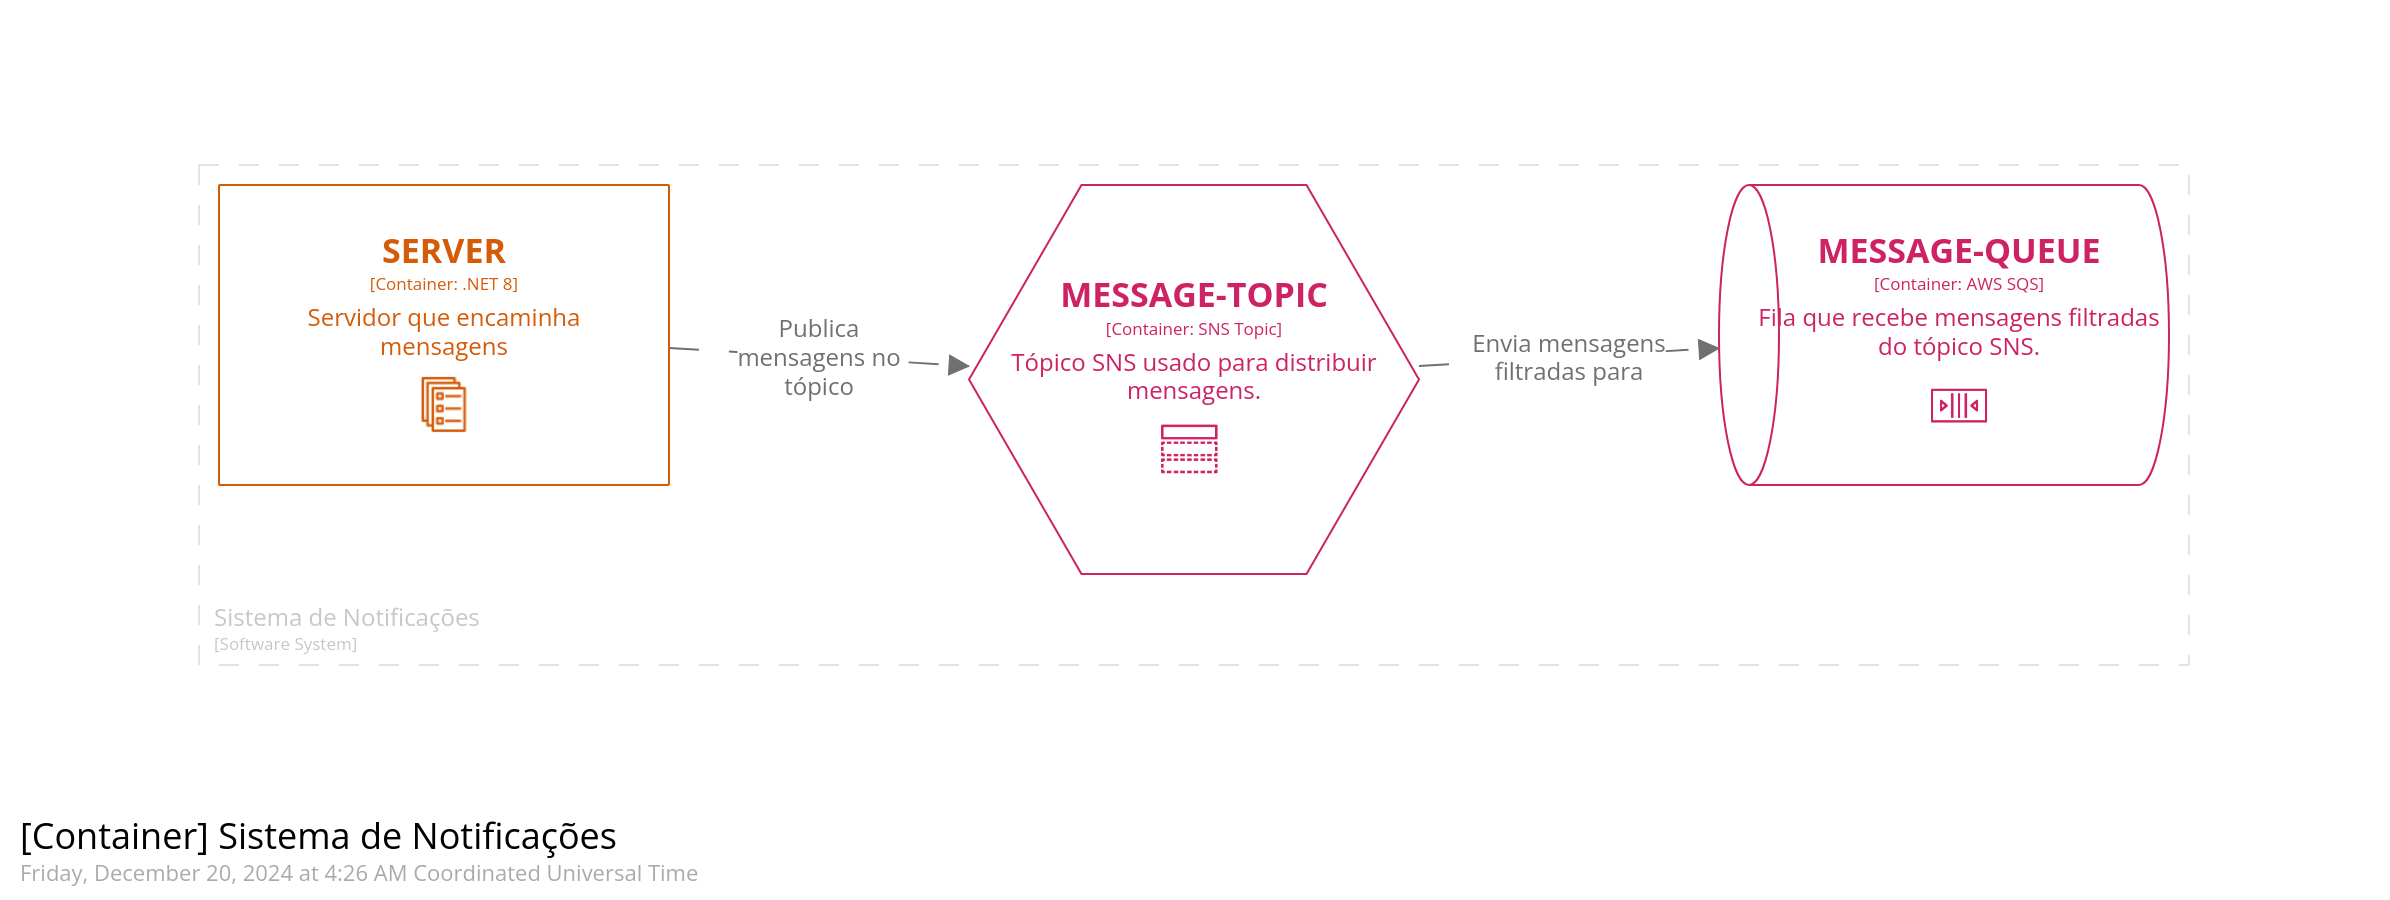 SERVER
[Container: .NET 8]
Servidor que encaminha
mensagens
Publica
mensagens no
tópico
MESSAGE-TOPIC
[Container: SNS Topic]
Tópico SNS usado para distribuir
mensagens.
Envia mensagens
filtradas para
MESSAGE-QUEUE
[Container: AWS SQS]
Fila que recebe mensagens filtradas
do tópico SNS.
Sistema de Notificações
[Software System]
[Container] Sistema de Notificações
Friday, December 20, 2024 at 4:26 AM Coordinated Universal Time